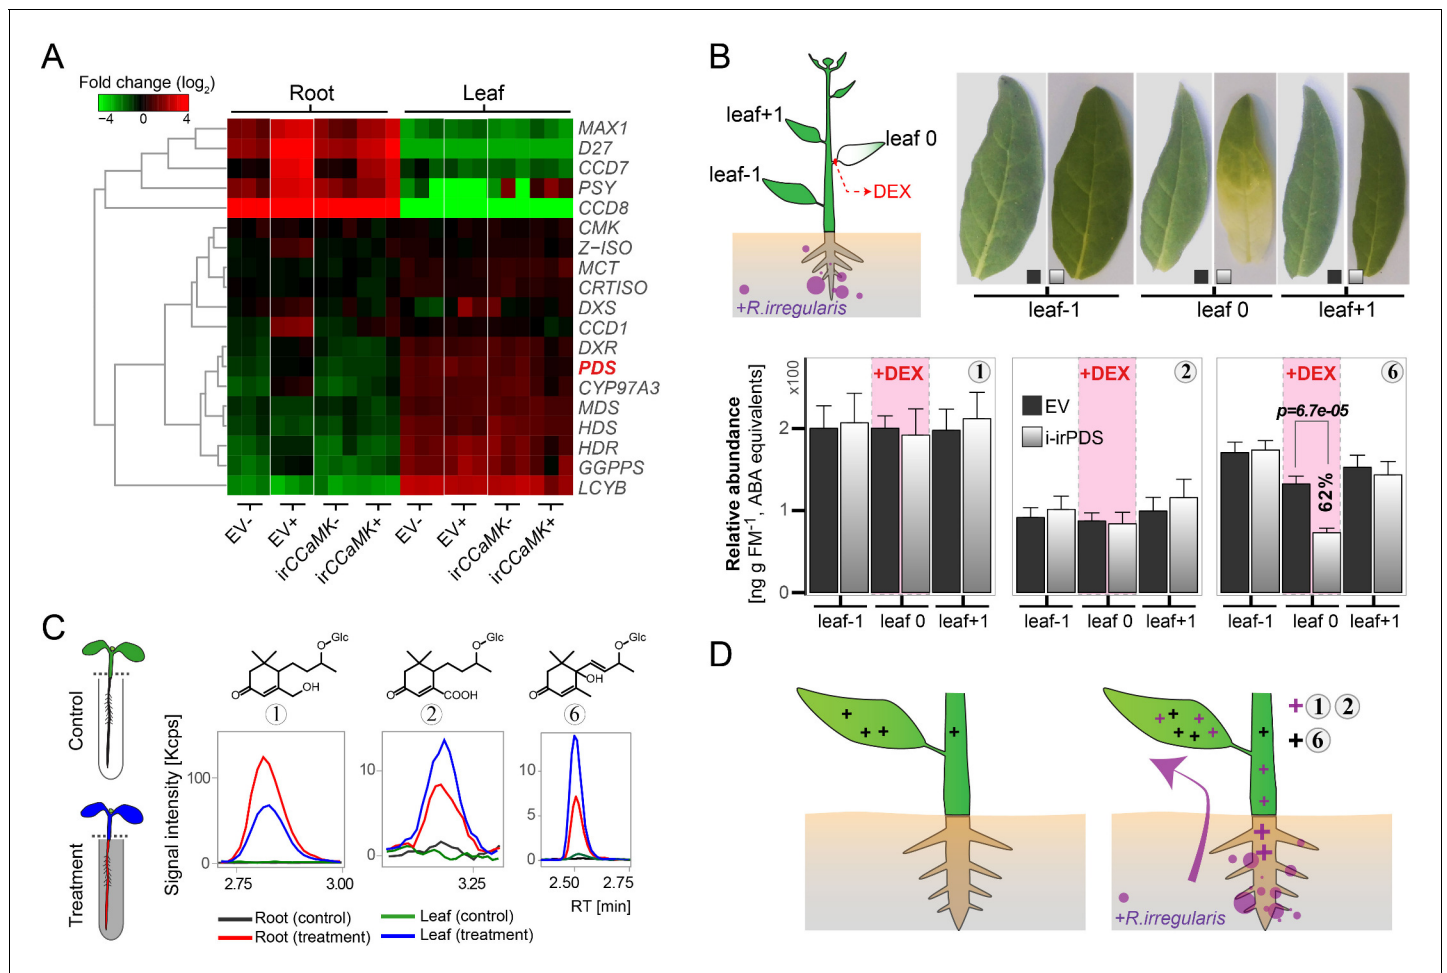 A
Fold change (log2)
−4 0 4
Root Leaf
MAX1
D27
CCD7
PSY
CCD8
CMK
Z−ISO
MCT
CRTISO
DXS
CCD1
DXR
PDS
CYP97A3
MDS
HDS
HDR
GGPPS
LCYB
EV- EV+ irCCaMK- irCCaMK+ EV- EV+ irCCaMK- irCCaMK+
B
leaf+1
leaf 0
leaf-1
DEX
+R.irregularis
leaf-1 leaf 0 leaf+1
Relative abundance
[ng g FM-1, ABA equivalents]
x100
2
1
0
+DEX 1
leaf-1 leaf 0 leaf+1
+DEX 2
leaf-1 leaf 0 leaf+1
EV
i-irPDS
+DEX 6
p=6.7e-05
62%
leaf-1 leaf 0 leaf+1
C
Control
Treatment
O OH O Glc
1
O COOH O Glc
2
O OH O Glc
6
Signal intensity [Kcps]
100
0
2.75 3.00
10
0
3.25
10
0
2.50 2.75
RT [min]
Root (control)
Leaf (control)
Root (treatment)
Leaf (treatment)
D
+ 1 2
+ 6
+R.irregularis